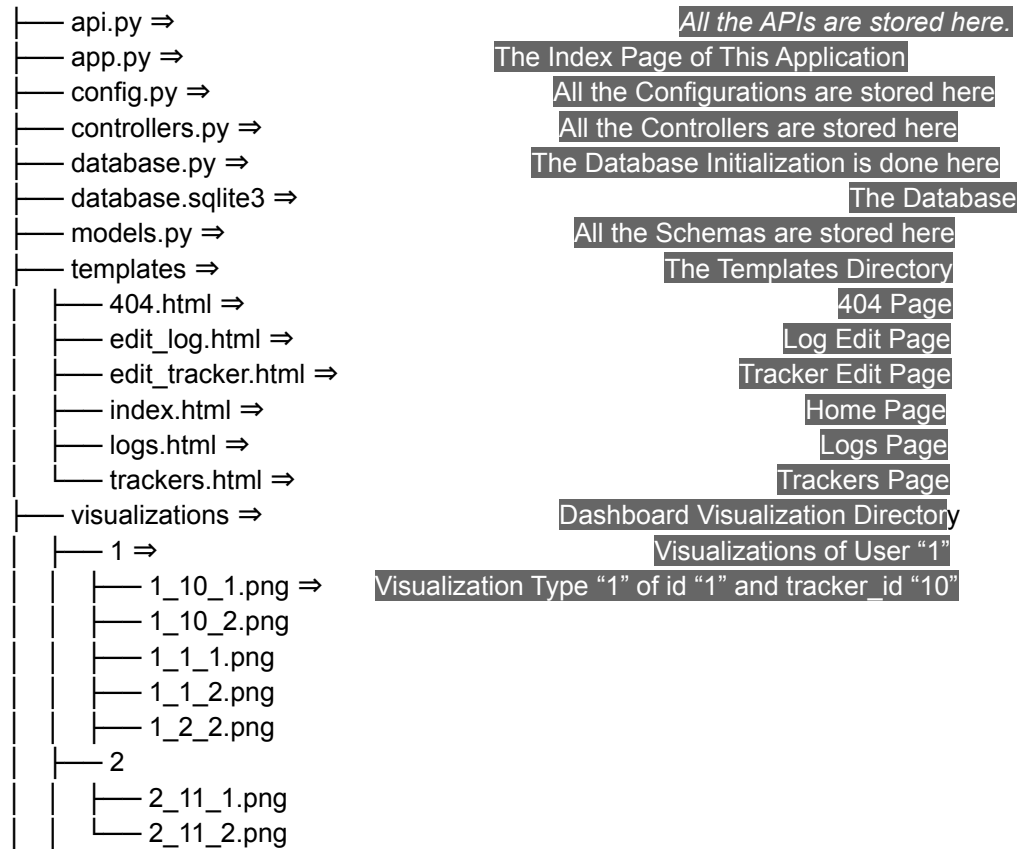 ├── api.py ⇒ All the APIs are stored here.
├── app.py ⇒ The Index Page of This Application
├── config.py ⇒ All the Configurations are stored here
├── controllers.py ⇒ All the Controllers are stored here
├── database.py ⇒ The Database Initialization is done here
├── database.sqlite3 ⇒ The Database
├── models.py ⇒ All the Schemas are stored here
├── templates ⇒ The Templates Directory
│   ├── 404.html ⇒ 404 Page
│   ├── edit_log.html ⇒ Log Edit Page
│   ├── edit_tracker.html ⇒ Tracker Edit Page
│   ├── index.html ⇒ Home Page
│   ├── logs.html ⇒ Logs Page
│   └── trackers.html ⇒ Trackers Page
├── visualizations ⇒ Dashboard Visualization Directory
│   ├── 1 ⇒ Visualizations of User “1”
│   │   ├── 1_10_1.png ⇒ Visualization Type “1” of id “1” and tracker_id “10”
│   │   ├── 1_10_2.png
│   │   ├── 1_1_1.png
│   │   ├── 1_1_2.png
│   │   ├── 1_2_2.png
│   ├── 2
│   │   ├── 2_11_1.png
│   │   └── 2_11_2.png